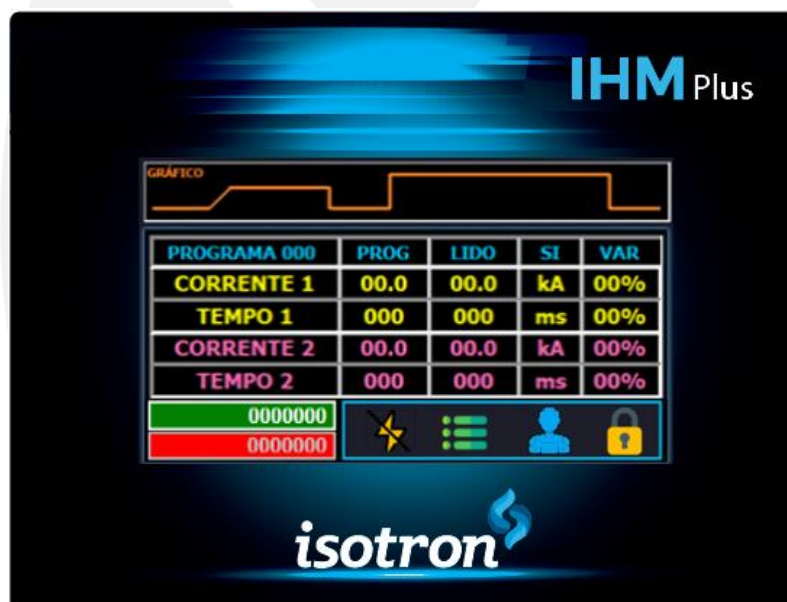 IHM Plus
GRÁFICO
PROGRAMA 000 PROG LIDO SI VAR
CORRENTE 1 00.0 00.0 kA 00%
TEMPO 1 000 000 ms 00%
CORRENTE 2 00.0 00.0 kA 00%
TEMPO 2 000 000 ms 00%
0000000
0000000
isotron